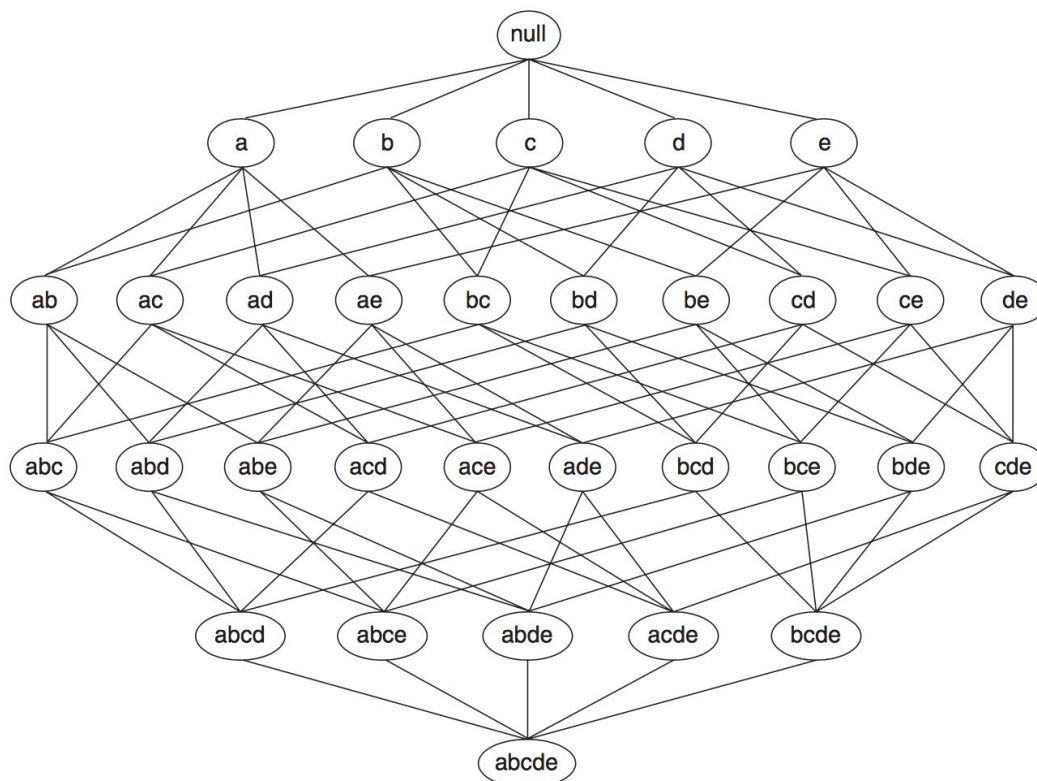 null
a b c d e
ab ac ad ae bc bd be cd ce de
abc abd abe acd ace ade bcd bce bde cde
abcd abce abde acde bcde
abcde